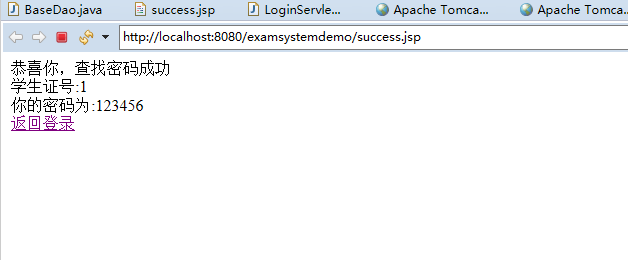 BaseDao.java success.jsp LoginServle... Apache Tomca... Apache Tomca...
http://localhost:8080/examsystemdemo/success.jsp
恭喜你，查找密码成功
学生证号:1
你的密码为:123456
返回登录